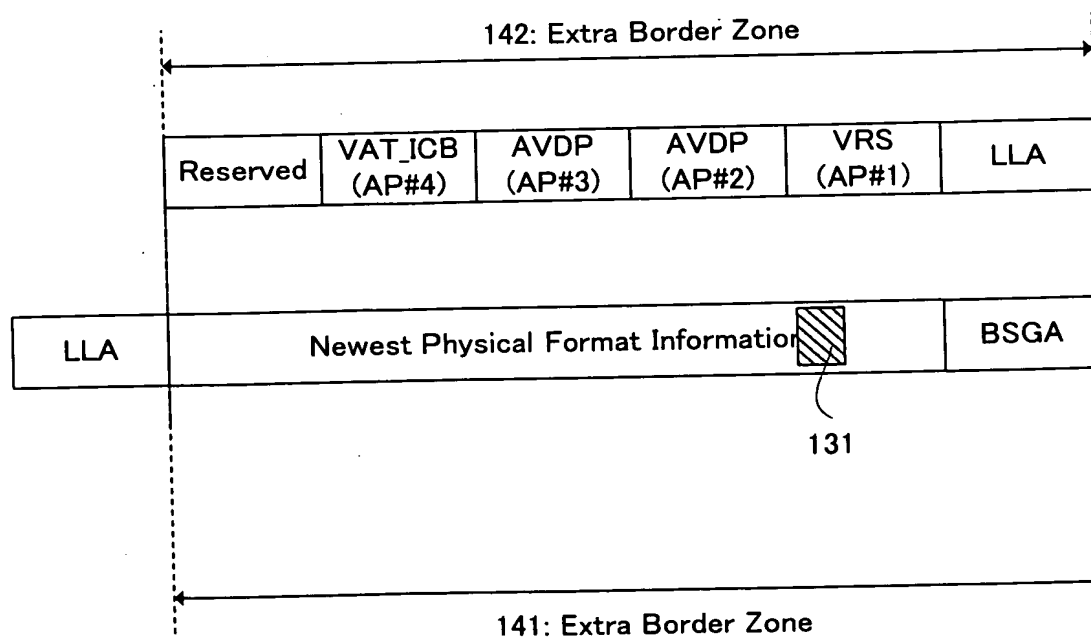 142: Extra Border Zone
Reserved
VAT_ICB
(AP#4)
AVDP
(AP#3)
AVDP
(AP#2)
VRS
(AP#1)
LLA
LLA
Newest Physical Format Information
BSGA
131
141: Extra Border Zone